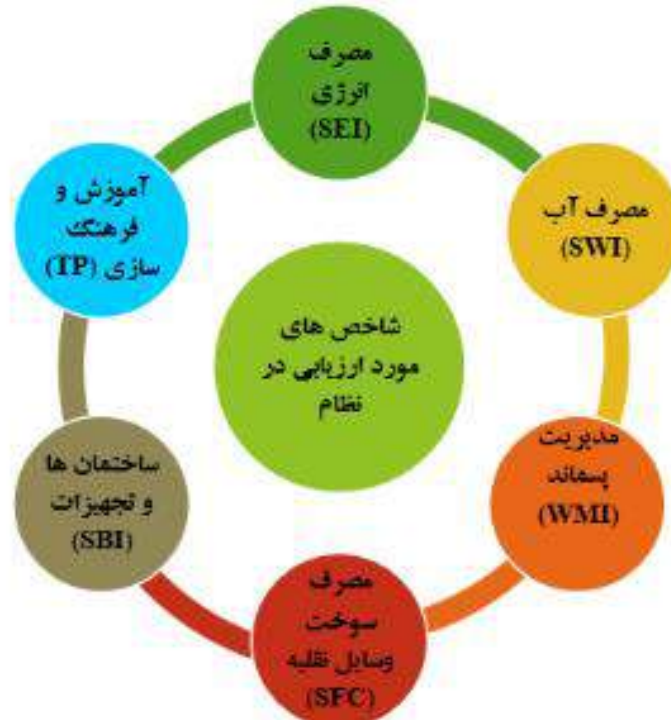 مصرف
انرژی
(SEI)
مصرف آب
(SWI)
مدیریت
پسماند
(WMI)
مصرف
سوخت
وسایل نقلیه
(SFC)
ساختمان ها
و تجهیزات
(SBI)
آموزش و
فرهنگ
سازی (TP)
شاخص های
مورد ارزیابی در
نظام